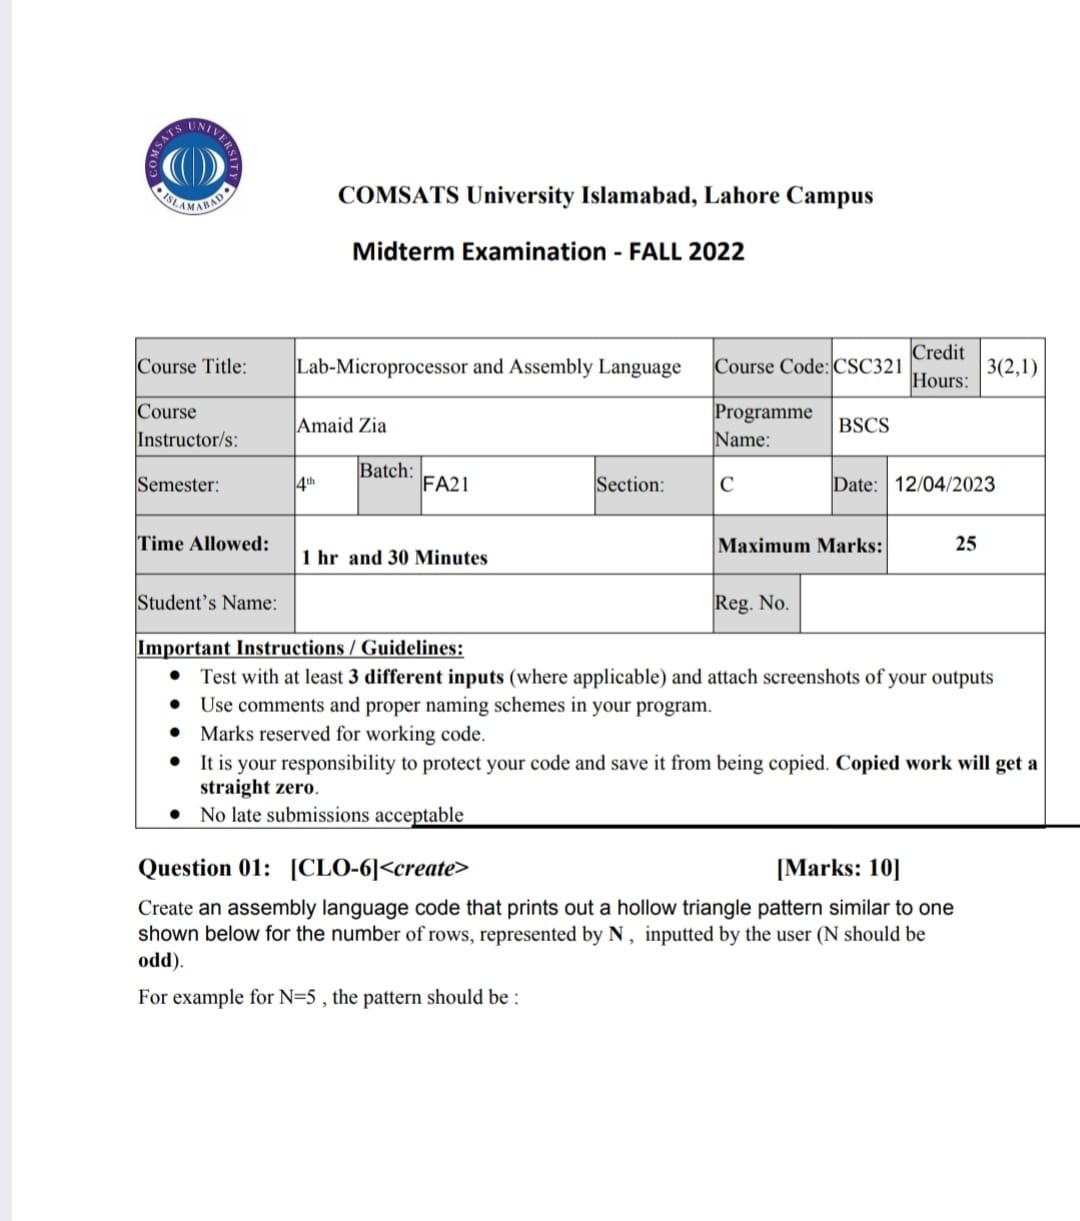 COMSATS UNIVERSITY
ISLAMABAD
COMSATS University Islamabad, Lahore Campus
Midterm Examination - FALL 2022
Course Title: Lab-Microprocessor and Assembly Language Course Code: CSC321 Credit Hours: 3(2,1)
Course Instructor/s: Amaid Zia Programme Name: BSCS
Semester: 4th Batch: FA21 Section: C Date: 12/04/2023
Time Allowed: 1 hr and 30 Minutes Maximum Marks: 25
Student’s Name: Reg. No.
Important Instructions / Guidelines:
● Test with at least 3 different inputs (where applicable) and attach screenshots of your outputs
● Use comments and proper naming schemes in your program.
● Marks reserved for working code.
● It is your responsibility to protect your code and save it from being copied. Copied work will get a
straight zero.
● No late submissions acceptable
Question 01: [CLO-6]<create> [Marks: 10]
Create an assembly language code that prints out a hollow triangle pattern similar to one
shown below for the number of rows, represented by N , inputted by the user (N should be
odd).
For example for N=5 , the pattern should be :